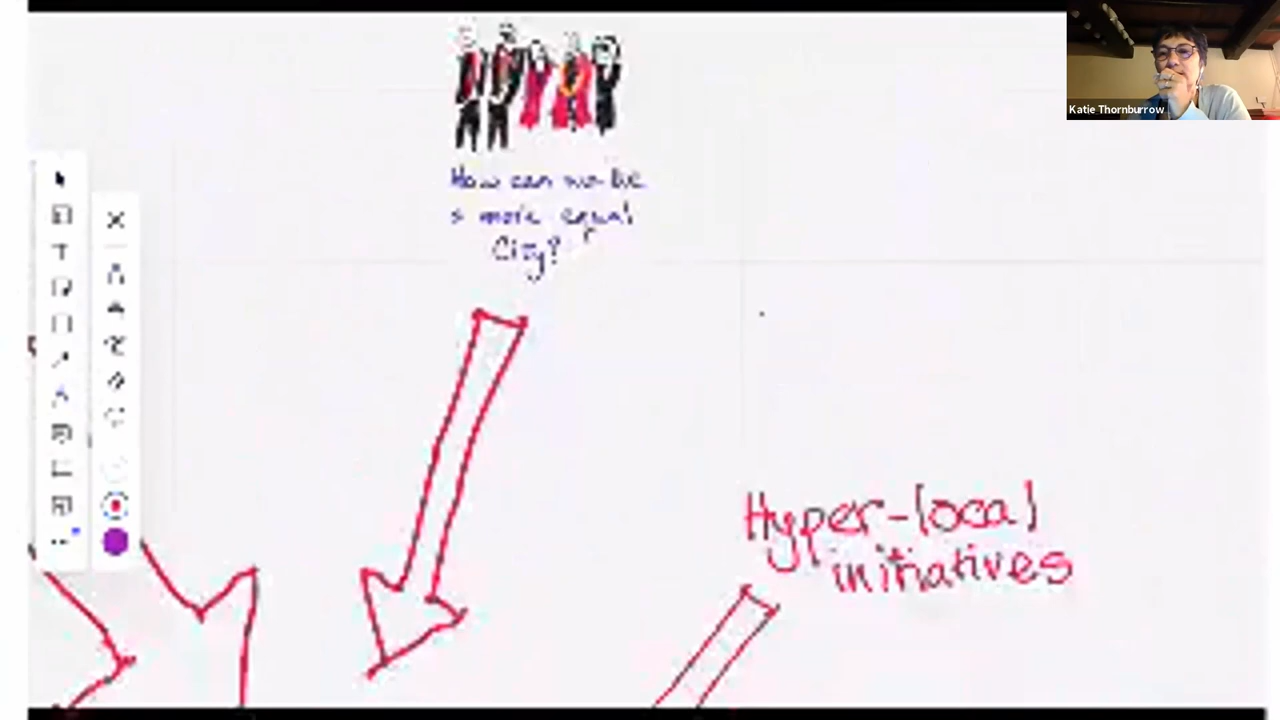 Katie Thornburrow
How can we be
a more equal
City?
Hyper-local
initiatives